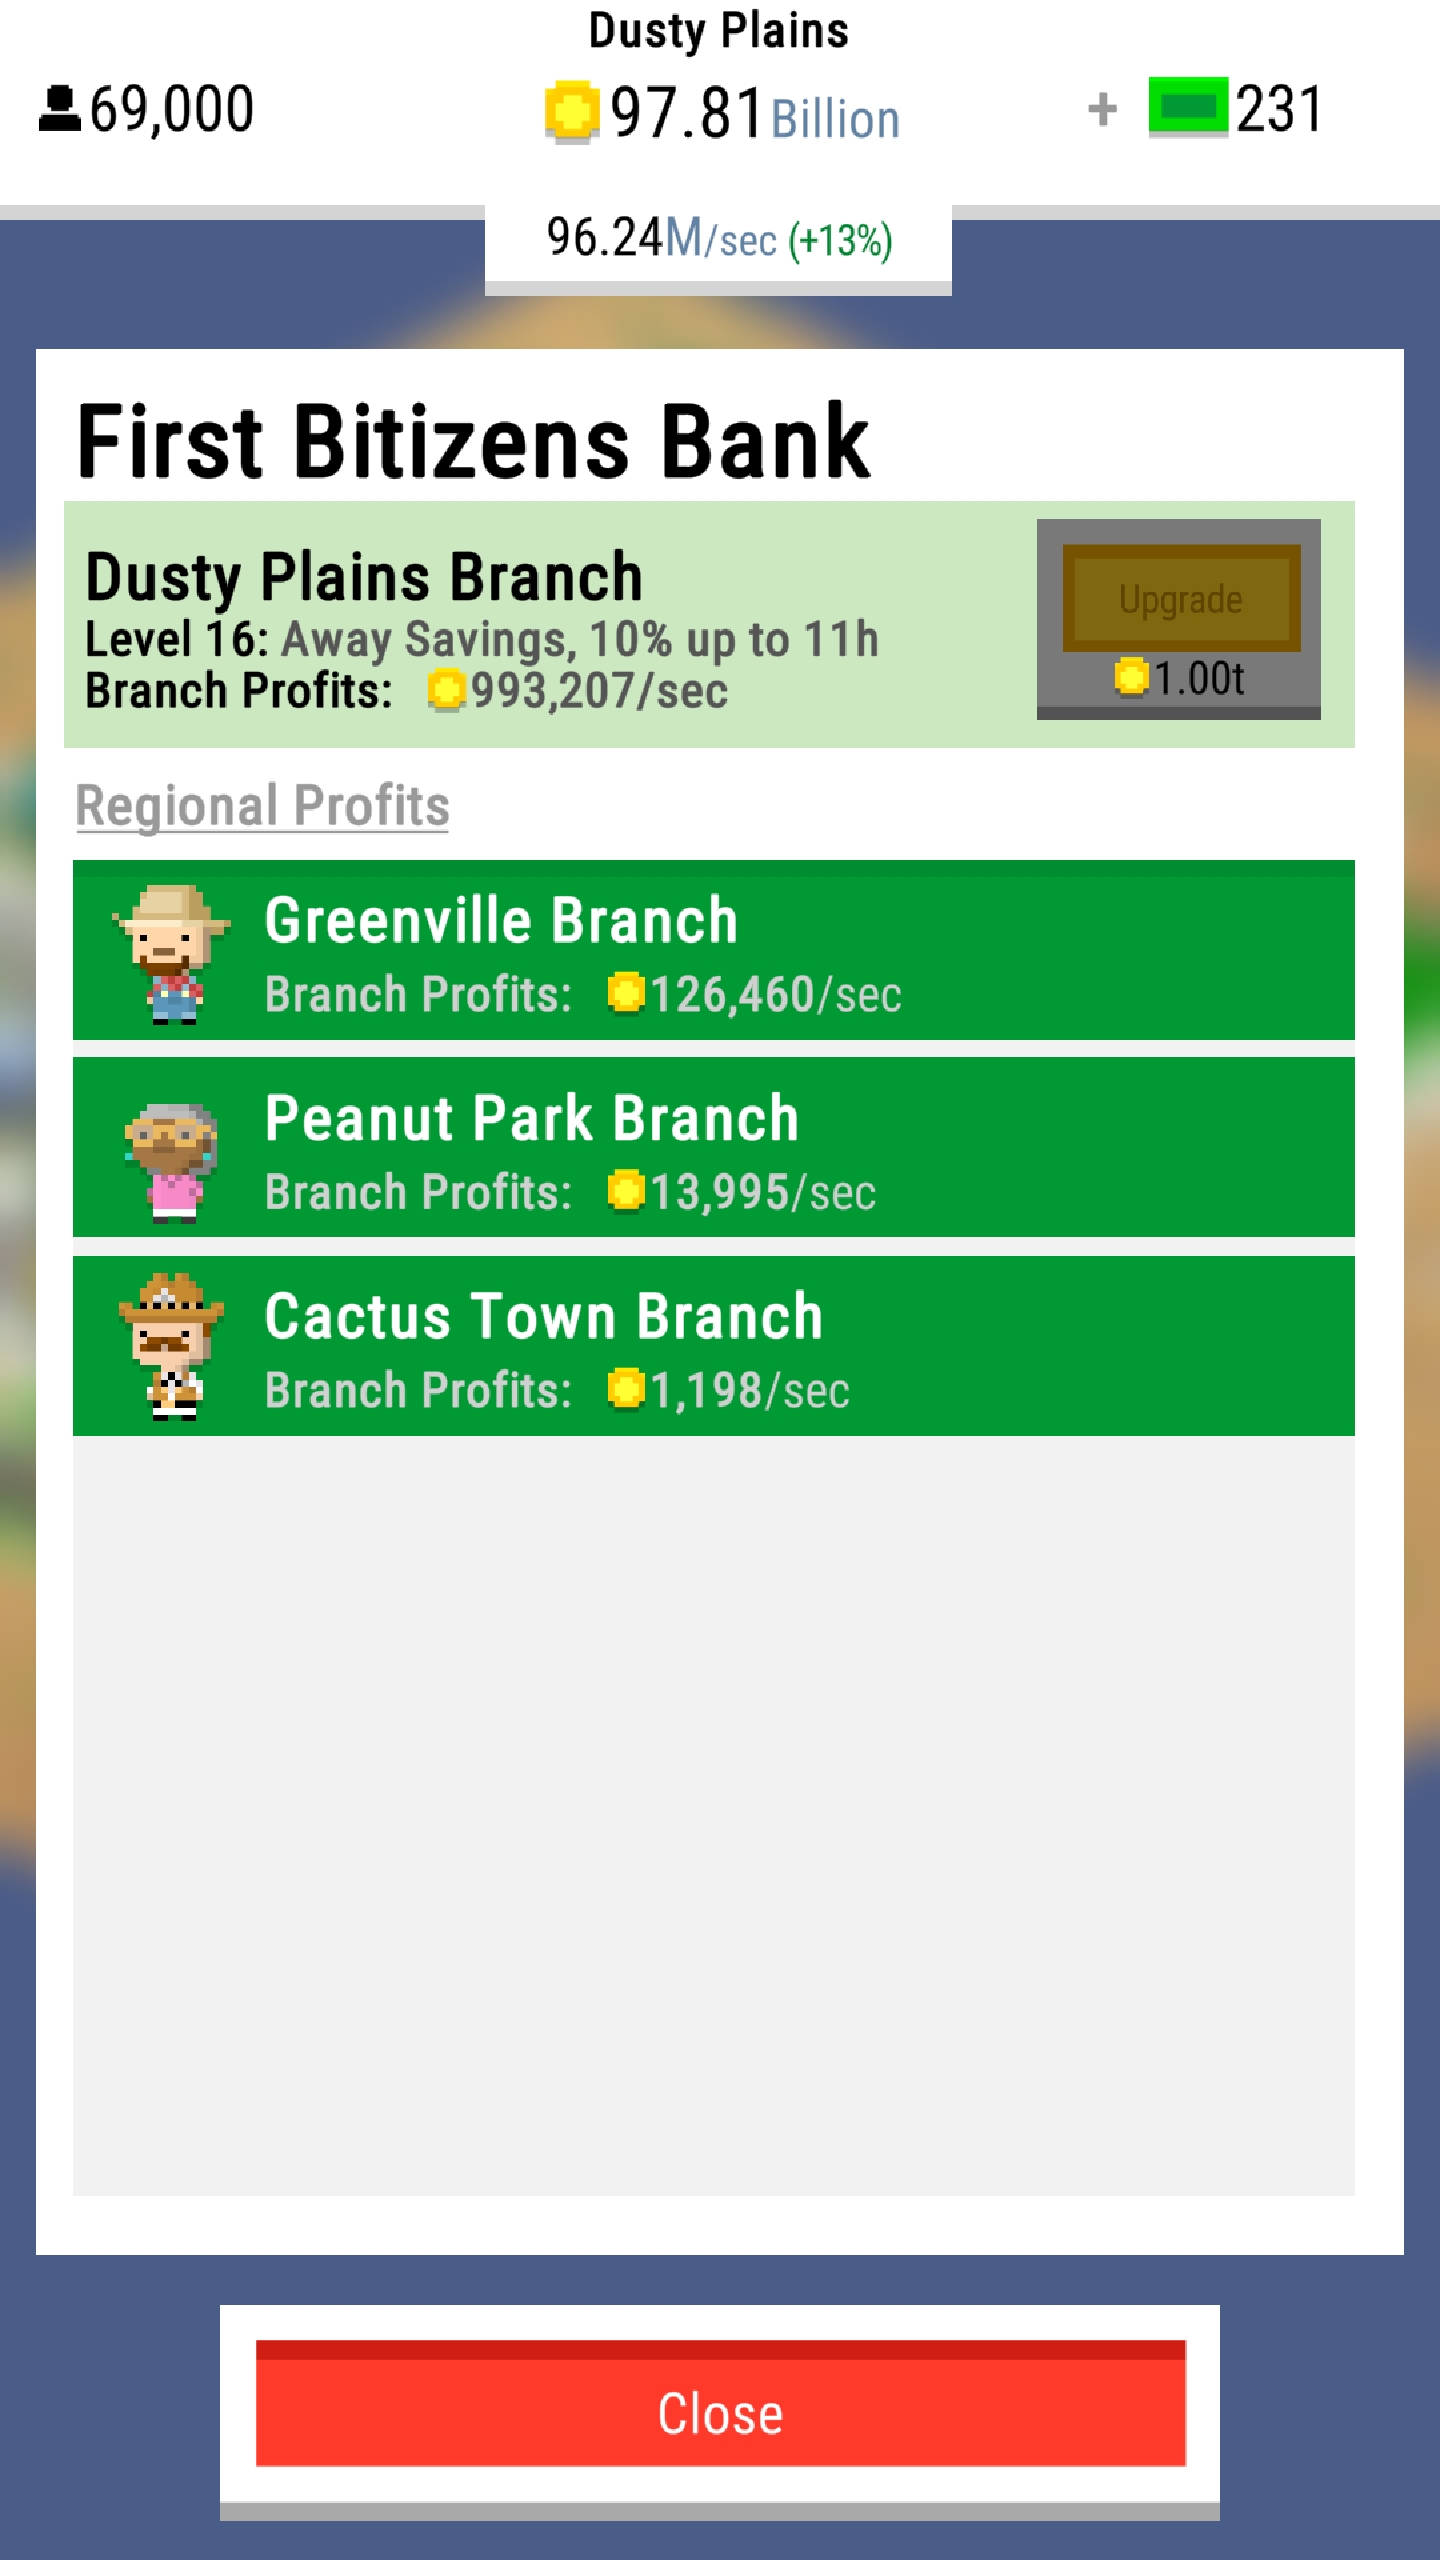 Dusty Plains
69,000
97.81 Billion
+ 231
96.24M/sec (+13%)
First Bitizens Bank
Dusty Plains Branch
Level 16: Away Savings, 10% up to 11h
Branch Profits: 993,207/sec
Upgrade
1.00t
Regional Profits
Greenville Branch
Branch Profits: 126,460/sec
Peanut Park Branch
Branch Profits: 13,995/sec
Cactus Town Branch
Branch Profits: 1,198/sec
Close